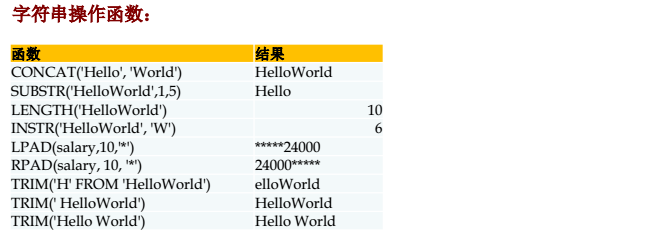 字符串操作函数：
函数 结果
CONCAT('Hello', 'World') HelloWorld
SUBSTR('HelloWorld',1,5) Hello
LENGTH('HelloWorld') 10
INSTR('HelloWorld', 'W') 6
LPAD(salary,10,'*') *****24000
RPAD(salary, 10, '*') 24000*****
TRIM('H' FROM 'HelloWorld') elloWorld
TRIM(' HelloWorld') HelloWorld
TRIM('Hello World') Hello World